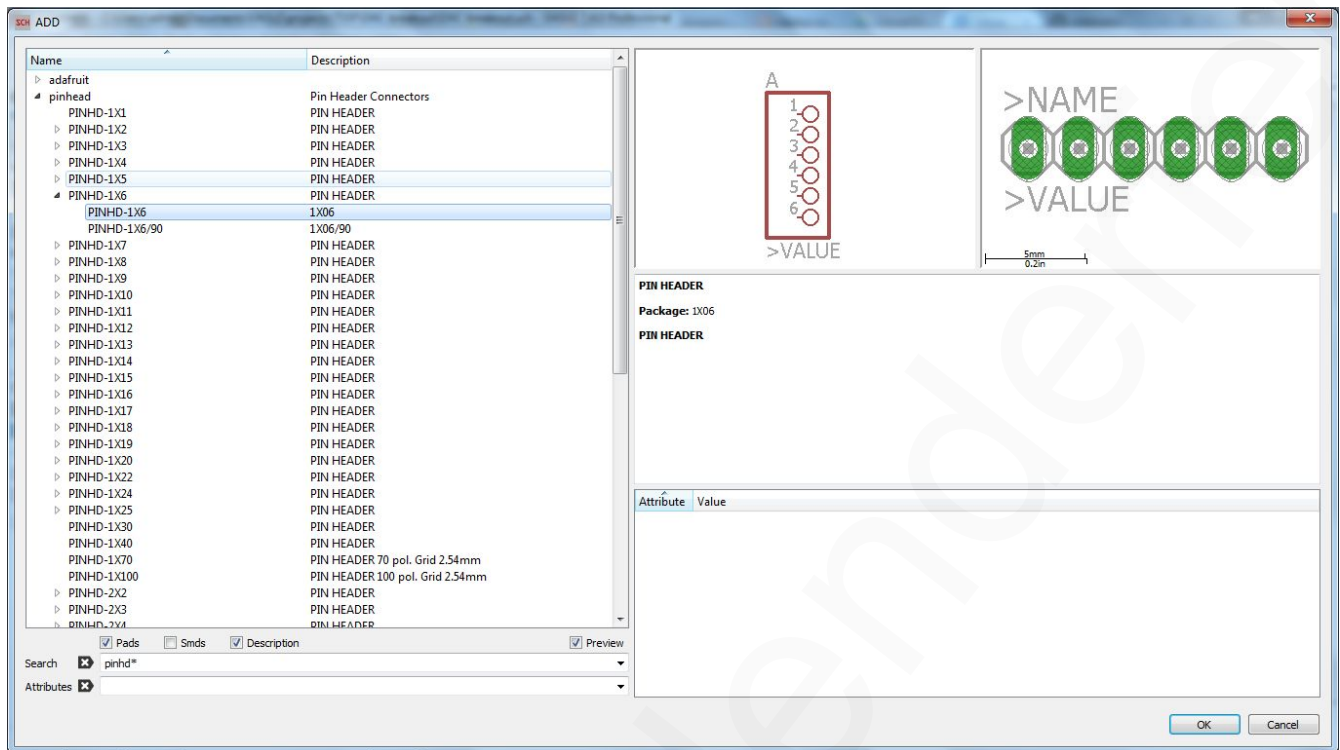 SCH ADD
Name Description
adafruit
pinhead Pin Header Connectors
PINHD-1X1 PIN HEADER
PINHD-1X2 PIN HEADER
PINHD-1X3 PIN HEADER
PINHD-1X4 PIN HEADER
PINHD-1X5 PIN HEADER
PINHD-1X6 PIN HEADER
PINHD-1X6 1X06
PINHD-1X6/90 1X06/90
PINHD-1X7 PIN HEADER
PINHD-1X8 PIN HEADER
PINHD-1X9 PIN HEADER
PINHD-1X10 PIN HEADER
PINHD-1X11 PIN HEADER
PINHD-1X12 PIN HEADER
PINHD-1X13 PIN HEADER
PINHD-1X14 PIN HEADER
PINHD-1X15 PIN HEADER
PINHD-1X16 PIN HEADER
PINHD-1X17 PIN HEADER
PINHD-1X18 PIN HEADER
PINHD-1X19 PIN HEADER
PINHD-1X20 PIN HEADER
PINHD-1X22 PIN HEADER
PINHD-1X24 PIN HEADER
PINHD-1X25 PIN HEADER
PINHD-1X30 PIN HEADER
PINHD-1X40 PIN HEADER
PINHD-1X70 PIN HEADER 70 pol. Grid 2.54mm
PINHD-1X100 PIN HEADER 100 pol. Grid 2.54mm
PINHD-2X2 PIN HEADER
PINHD-2X3 PIN HEADER
PINHD-2X4 PIN HEADER
Pads Smds Description Preview
Search pinhd*
Attributes
A
1
2
3
4
5
6
>VALUE
>NAME
>VALUE
5mm
0.2in
PIN HEADER
Package: 1X06
PIN HEADER
Attribute Value
OK Cancel